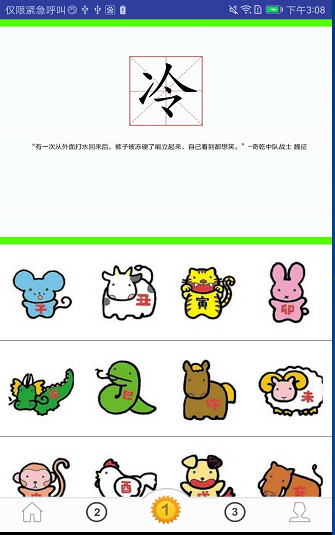 仅限紧急呼叫 下午3:08
冷
“有一次从外面打水回来后，裤子被冻硬了能立起来，自己看到都想笑。”–奇乾中队战士 魏征
子 丑 寅 卯
辰 巳 午 未
申 酉 戌 亥
2 1 3